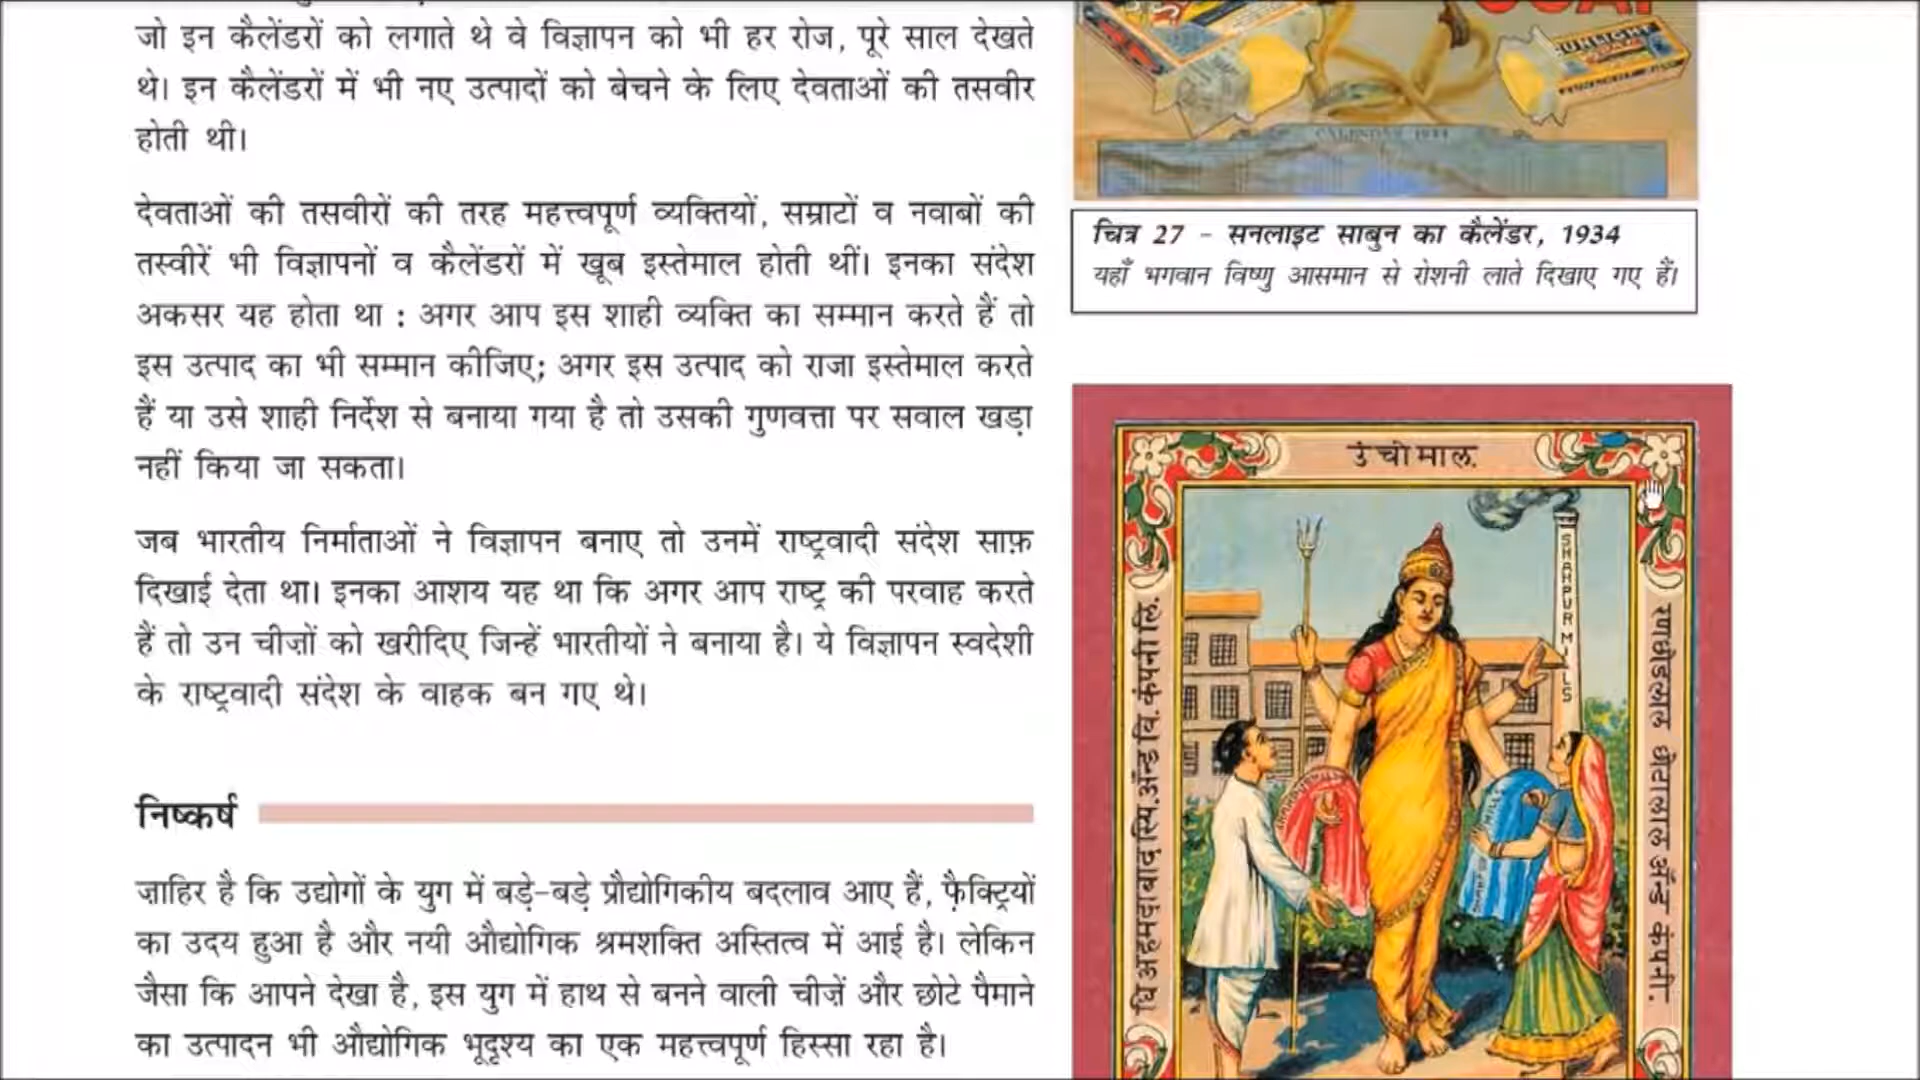 जो इन कैलेंडरों को लगाते थे वे विज्ञापन को भी हर रोज, पूरे साल देखते
थे। इन कैलेंडरों में भी नए उत्पादों को बेचने के लिए देवताओं की तसवीर
होती थी।
देवताओं की तसवीरों की तरह महत्त्वपूर्ण व्यक्तियों, सम्राटों व नवाबों की
तस्वीरें भी विज्ञापनों व कैलेंडरों में खूब इस्तेमाल होती थीं। इनका संदेश
अकसर यह होता था : अगर आप इस शाही व्यक्ति का सम्मान करते हैं तो
इस उत्पाद का भी सम्मान कीजिए; अगर इस उत्पाद को राजा इस्तेमाल करते
हैं या उसे शाही निर्देश से बनाया गया है तो उसकी गुणवत्ता पर सवाल खड़ा
नहीं किया जा सकता।
जब भारतीय निर्माताओं ने विज्ञापन बनाए तो उनमें राष्ट्रवादी संदेश साफ़
दिखाई देता था। इनका आशय यह था कि अगर आप राष्ट्र की परवाह करते
हैं तो उन चीज़ों को खरीदिए जिन्हें भारतीयों ने बनाया है। ये विज्ञापन स्वदेशी
के राष्ट्रवादी संदेश के वाहक बन गए थे।
निष्कर्ष
ज़ाहिर है कि उद्योगों के युग में बड़े-बड़े प्रौद्योगिकीय बदलाव आए हैं, फ़ैक्ट्रियों
का उदय हुआ है और नयी औद्योगिक श्रमशक्ति अस्तित्व में आई है। लेकिन
जैसा कि आपने देखा है, इस युग में हाथ से बनने वाली चीज़ें और छोटे पैमाने
का उत्पादन भी औद्योगिक भूदृश्य का एक महत्त्वपूर्ण हिस्सा रहा है।
SUNLIGHT
CALENDAR 1934
चित्र 27 – सनलाइट साबुन का कैलेंडर, 1934
यहाँ भगवान विष्णु आसमान से रोशनी लाते दिखाए गए हैं।
उंचो माल.
SHAHPUR MILLS
धि अहमदाबाद स्पि. ॲन्ड वि. कंपनी लि.
रणछोडलाल छोटालाल ॲन्ड कंपनी.
MILLS